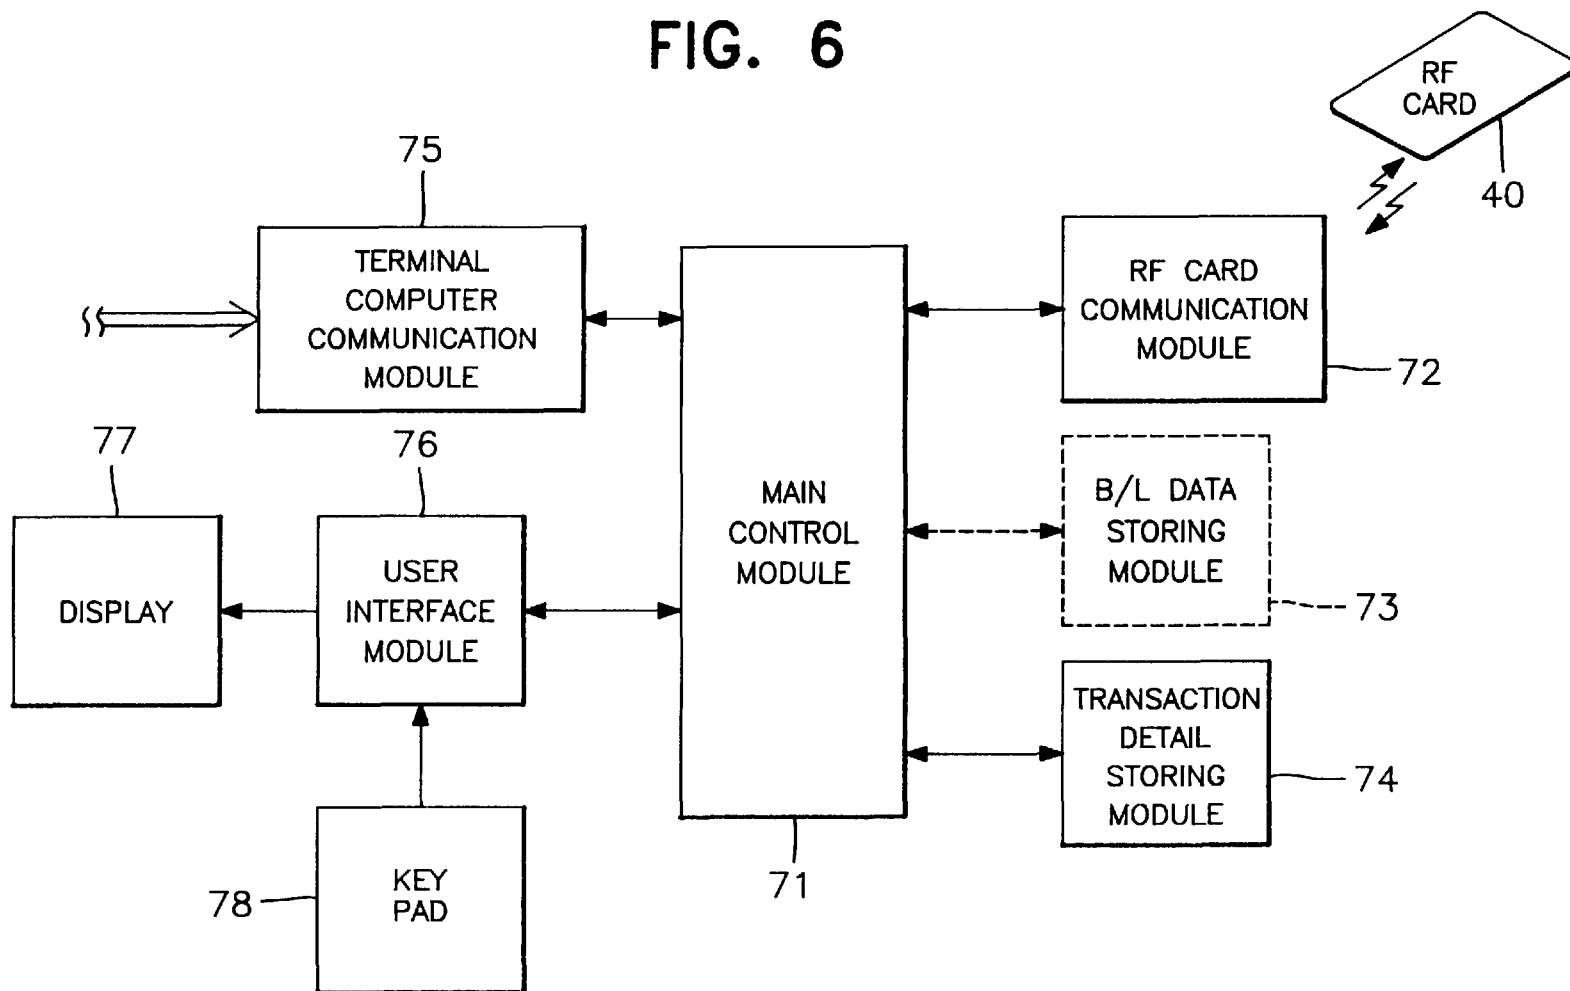 FIG. 6
RF
CARD
40
75
TERMINAL
COMPUTER
COMMUNICATION
MODULE
RF CARD
COMMUNICATION
MODULE
72
77
76
MAIN
CONTROL
MODULE
B/L DATA
STORING
MODULE
73
DISPLAY
USER
INTERFACE
MODULE
TRANSACTION
DETAIL
STORING
MODULE
74
71
78
KEY
PAD